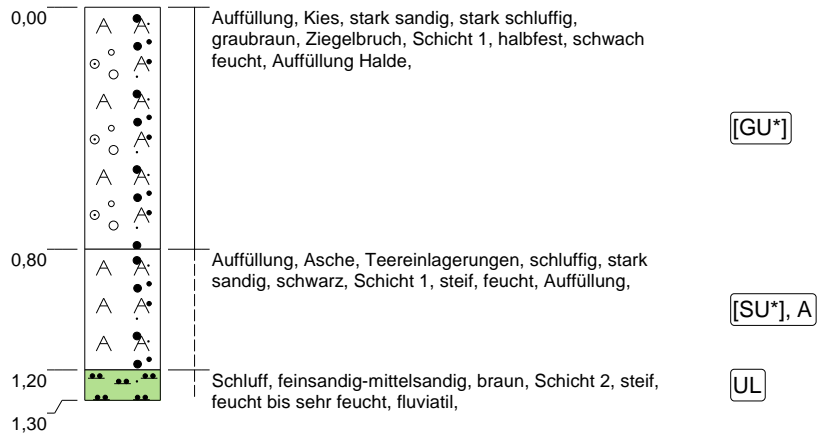 0,00
Auffüllung, Kies, stark sandig, stark schluffig,
graubraun, Ziegelbruch, Schicht 1, halbfest, schwach
feucht, Auffüllung Halde,
[GU*]
0,80
Auffüllung, Asche, Teereinlagerungen, schluffig, stark
sandig, schwarz, Schicht 1, steif, feucht, Auffüllung,
[SU*], A
1,20
Schluff, feinsandig-mittelsandig, braun, Schicht 2, steif,
feucht bis sehr feucht, fluviatil,
UL
1,30